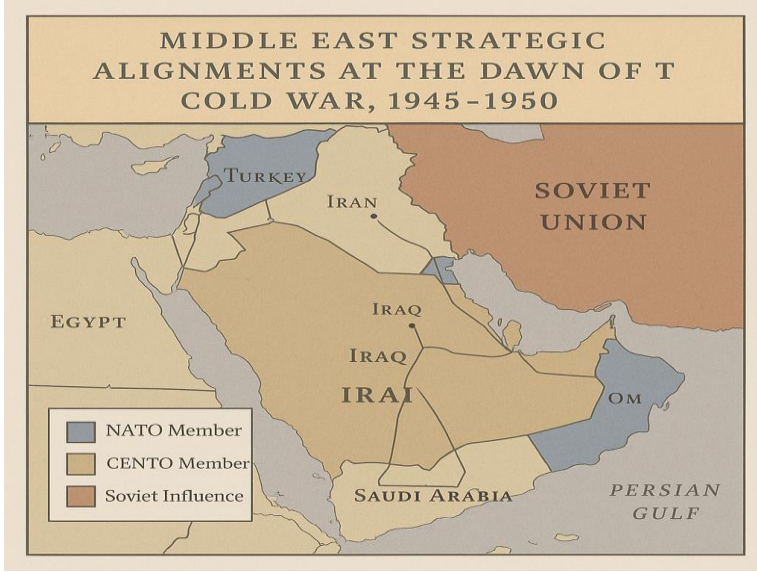 MIDDLE EAST STRATEGIC
ALIGNMENTS AT THE DAWN OF T
COLD WAR, 1945–1950
TURKEY
IRAN
SOVIET
UNION
EGYPT
IRAQ
IRAQ
IRAI
OM
NATO Member
CENTO Member
Soviet Influence
SAUDI ARABIA
PERSIAN
GULF